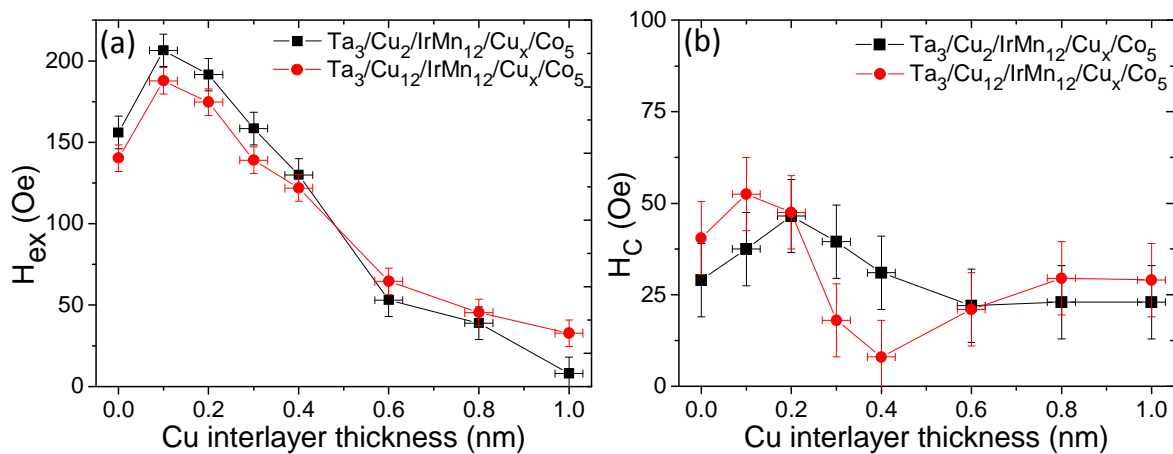 (a)
Ta₃/Cu₂/IrMn₁₂/Cuₓ/Co₅
Ta₃/Cu₁₂/IrMn₁₂/Cuₓ/Co₅
H_ex (Oe)
200
150
100
50
0
0.0 0.2 0.4 0.6 0.8 1.0
Cu interlayer thickness (nm)
(b)
Ta₃/Cu₂/IrMn₁₂/Cuₓ/Co₅
Ta₃/Cu₁₂/IrMn₁₂/Cuₓ/Co₅
H_C (Oe)
100
75
50
25
0
0.0 0.2 0.4 0.6 0.8 1.0
Cu interlayer thickness (nm)